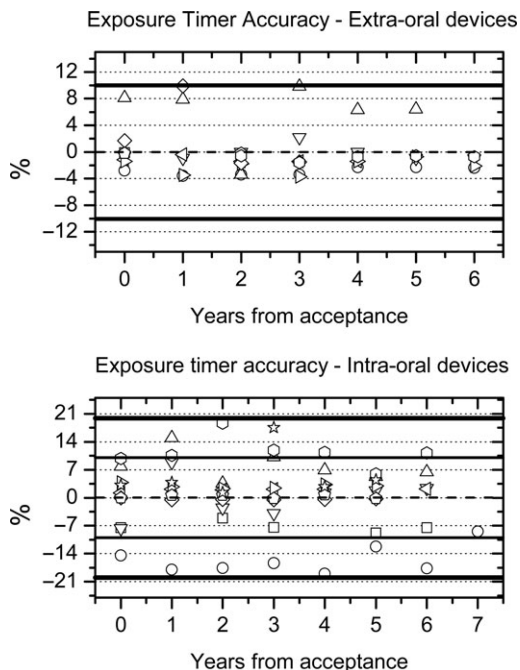 Exposure Timer Accuracy - Extra-oral devices
12
8
4
0
−4
−8
−12
%
0 1 2 3 4 5 6
Years from acceptance
Exposure timer accuracy - Intra-oral devices
21
14
7
0
−7
−14
−21
%
0 1 2 3 4 5 6 7
Years from acceptance